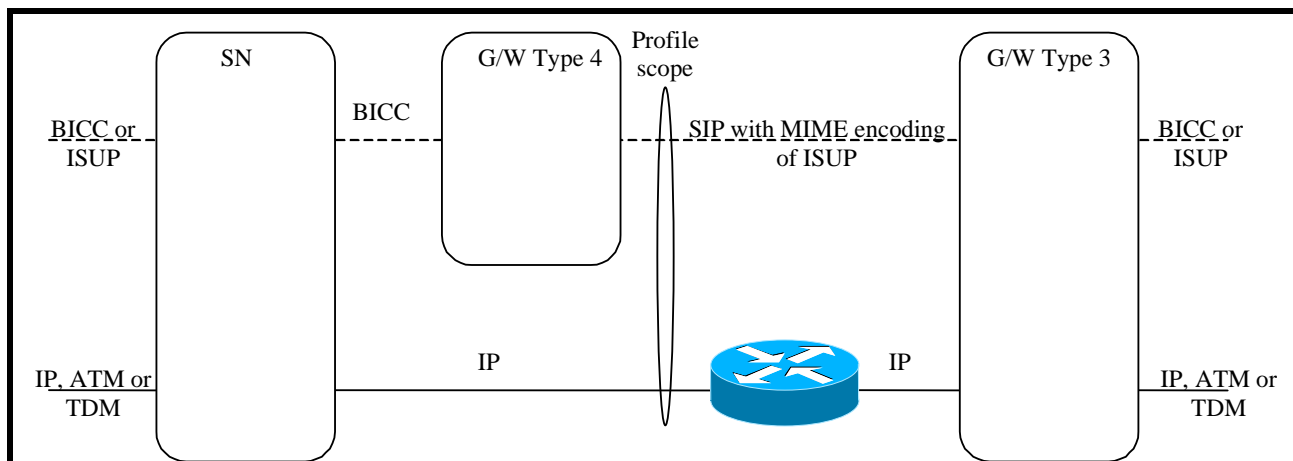 SN
G/W Type 4
Profile
scope
G/W Type 3
BICC or
ISUP
BICC
SIP with MIME encoding
of ISUP
BICC or
ISUP
IP, ATM or
TDM
IP
IP
IP, ATM or
TDM